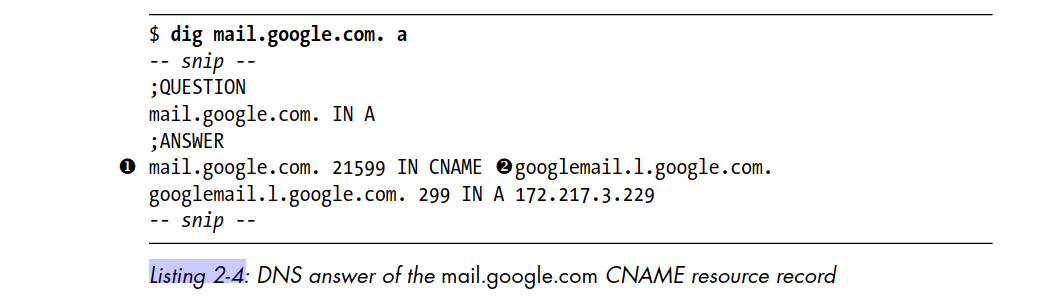 $ dig mail.google.com. a
-- snip --
;QUESTION
mail.google.com. IN A
;ANSWER
❶ mail.google.com. 21599 IN CNAME ❷googlemail.l.google.com.
googlemail.l.google.com. 299 IN A 172.217.3.229
-- snip --
Listing 2-4: DNS answer of the mail.google.com CNAME resource record